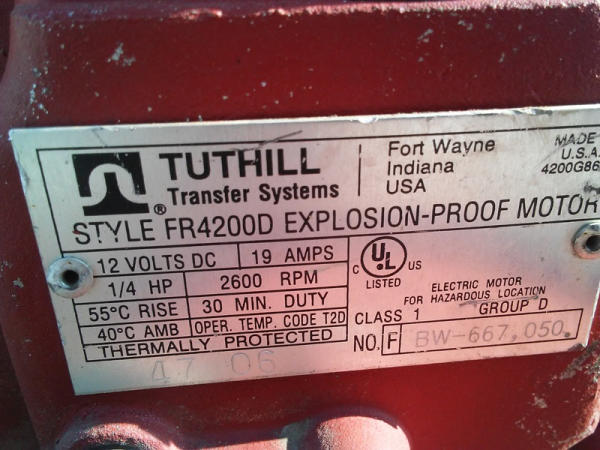 TUTHILL
® Transfer Systems
Fort Wayne
Indiana
USA
MADE
U.S.A.
4200G86
STYLE FR4200D EXPLOSION-PROOF MOTOR
12 VOLTS DC 19 AMPS
1/4 HP 2600 RPM
55°C RISE 30 MIN. DUTY
40°C AMB OPER. TEMP. CODE T2D
THERMALLY PROTECTED
47 06
C UL US
LISTED
ELECTRIC MOTOR
FOR HAZARDOUS LOCATION
CLASS 1 GROUP D
NO. F BW-667,050.